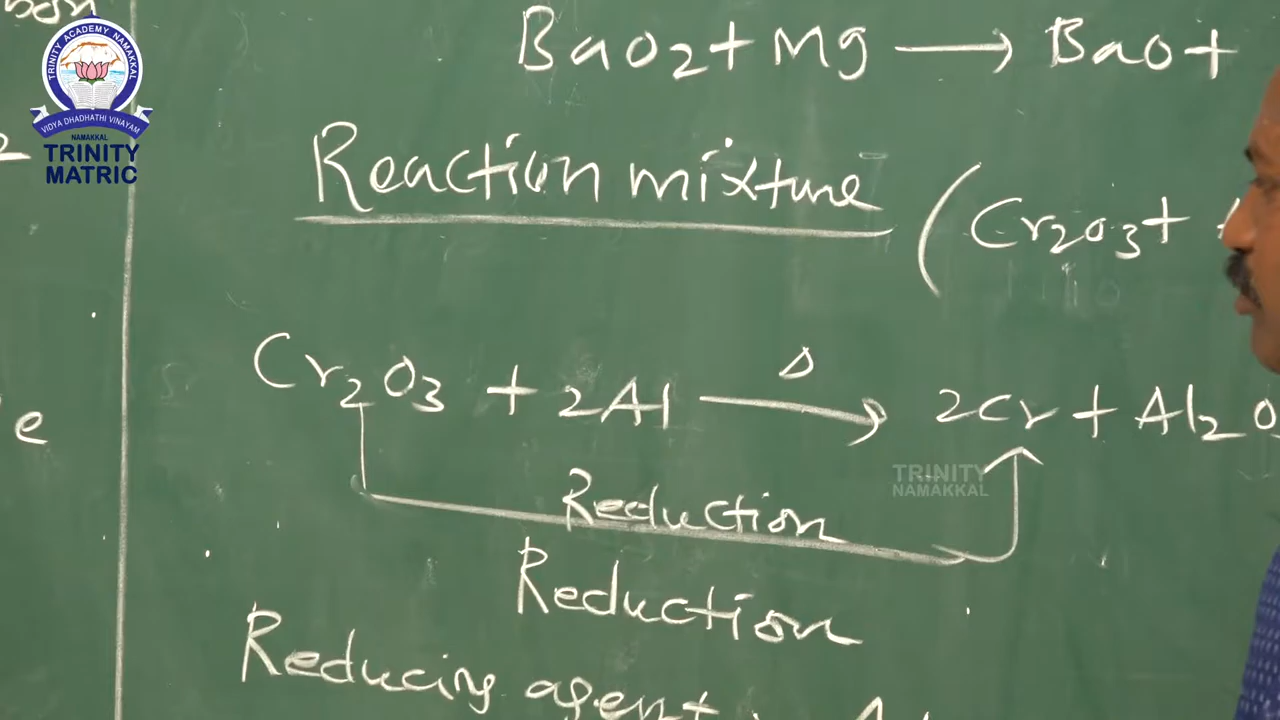 BaO2 + Mg ⟶ BaO +
TRINITY ACADEMY NAMAKKAL
VIDYA DHADHATHI VINAYAM
NAMAKKAL
TRINITY
MATRIC
2
Reaction mixture ( Cr2O3 +
Cr2O3 + 2Al ⟶ Δ 2Cr + Al2O
e
TRINITY
NAMAKKAL
Reduction
Reduction
Reducing agent